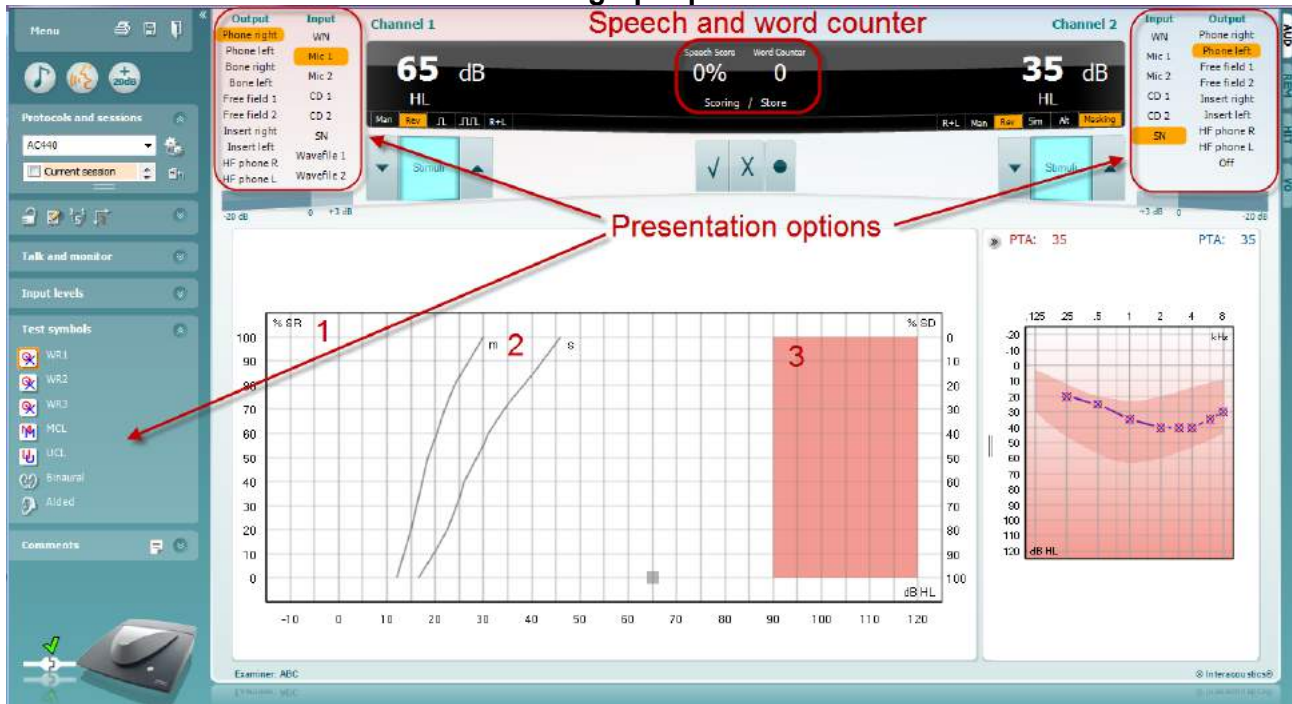 Speech and word counter
Menu
Output Input
Phone right WN
Phone left Mic 1
Bone right Mic 2
Bone left CD 1
Free field 1 CD 2
Free field 2 SN
Insert right Wavefile 1
Insert left Wavefile 2
HF phone R
HF phone L
Channel 1
65 dB
HL
Man Rev R+L
Speech Score Word Counter
0% 0
Scoring / Store
Channel 2
35 dB
HL
R+L Man Rev Sim Alt Masking
Input Output
WN Phone right
Mic 1 Phone left
Mic 2 Free field 1
CD 1 Free field 2
CD 2 Insert right
SN Insert left
HF phone R
HF phone L
Off
AUD
REM
HIT
VO
+20dB
Stimuli
Stimuli
-20 dB 0 +3 dB
+3 dB 0 -20 dB
Presentation options
Protocols and sessions
AC440
Current session
Talk and monitor
Input levels
Test symbols
WR1
WR2
WR3
MCL
UCL
Binaural
Aided
Comments
% SR 1
m 2 s
3
% SD
100
90
80
70
60
50
40
30
20
10
0
0
10
20
30
40
50
60
70
80
90
100
dB HL
-10 0 10 20 30 40 50 60 70 80 90 100 110 120
PTA: 35 PTA: 35
.125 .25 .5 1 2 4 8
kHz
-20
-10
0
10
20
30
40
50
60
70
80
90
100
110
120 dB HL
Examiner: ABC
® Interacoustics®